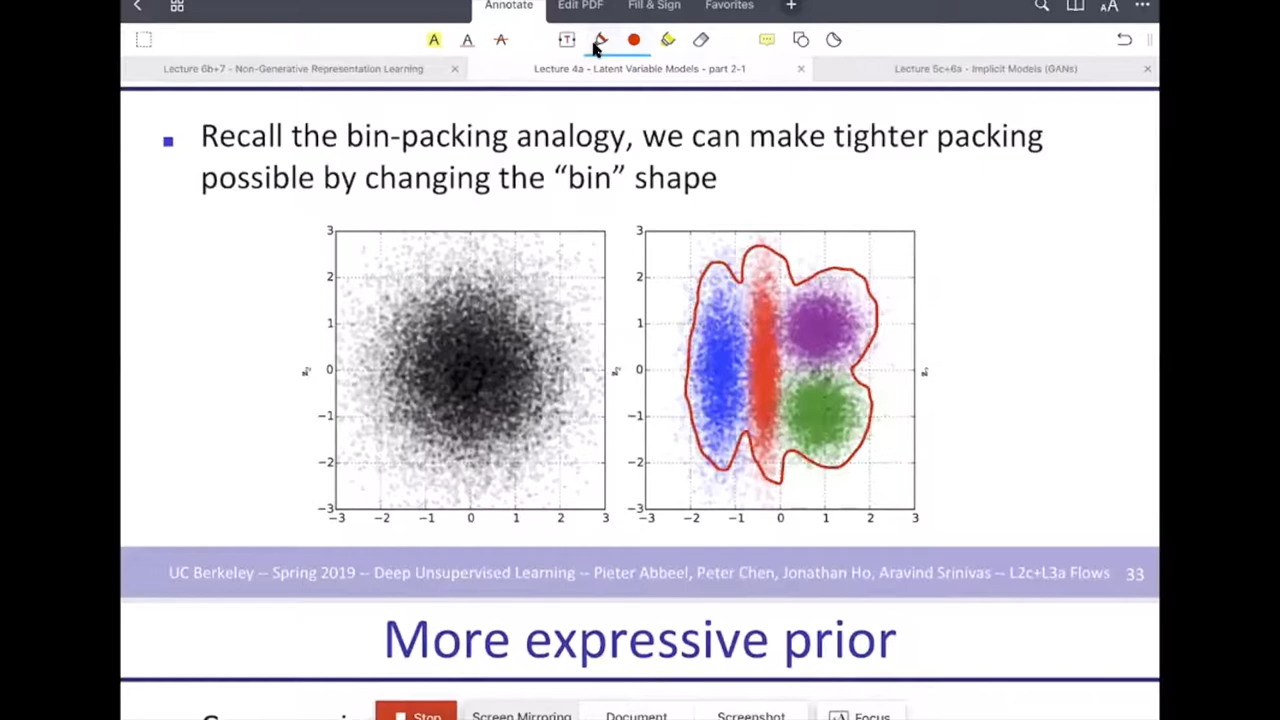 Annotate Edit PDF Fill & Sign Favorites +
AA
A A A T
Lecture 6b+7 - Non-Generative Representation Learning × Lecture 4a - Latent Variable Models - part 2-1 × Lecture 5c+6a - Implicit Models (GANs) ×
Recall the bin-packing analogy, we can make tighter packing
possible by changing the “bin” shape
3 3
2 2
1 1
z₂ 0 z₂ 0
−1 −1
−2 −2
−3 −3
−3 −2 −1 0 1 2 3 −3 −2 −1 0 1 2 3
UC Berkeley -- Spring 2019 -- Deep Unsupervised Learning -- Pieter Abbeel, Peter Chen, Jonathan Ho, Aravind Srinivas -- L2c+L3a Flows 33
More expressive prior
Stop Screen Mirroring Document Screenshot Focus